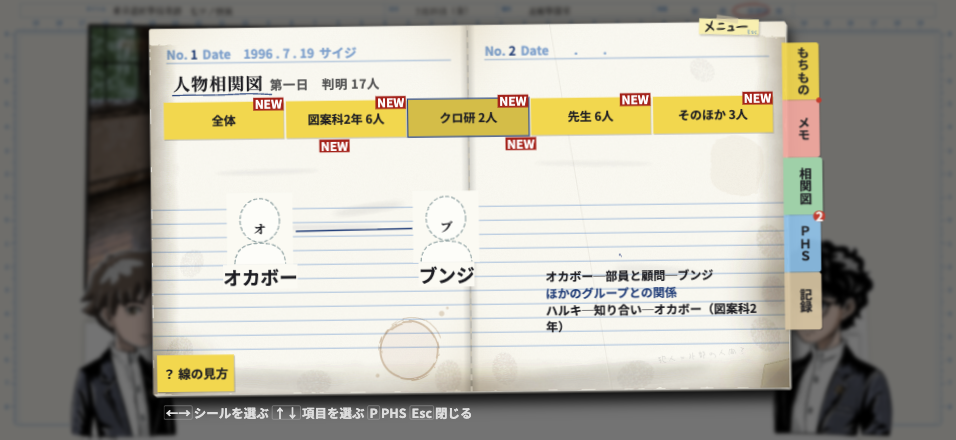 メニュー Esc
No. 1 Date 1996.7.19 サイジ
No. 2 Date . .
人物相関図 第一日 判明 17人
全体 NEW
図案科2年 6人 NEW
クロ研 2人 NEW
先生 6人 NEW
そのほか 3人 NEW
NEW
NEW
オ
ブ
オカボー
ブンジ
オカボー─部員と顧問─ブンジ
ほかのグループとの関係
ハルキ─知り合い─オカボー（図案科2
年）
? 線の見方
もちもの
メモ
相関図
2
PHS
記録
←→ シールを選ぶ ↑↓ 項目を選ぶ P PHS Esc 閉じる